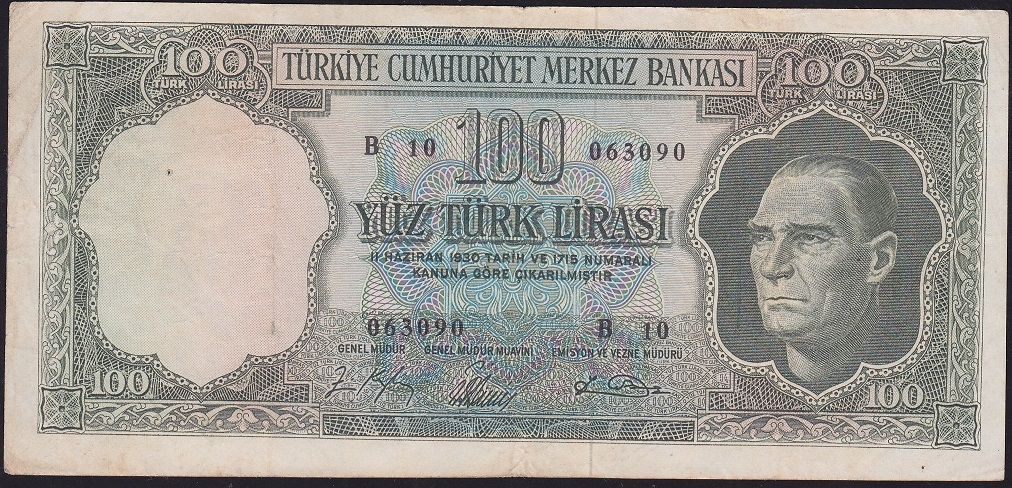 TÜRKİYE CUMHURİYET MERKEZ BANKASI
100
TÜRK LİRASI
100
TÜRK LİRASI
B 10
100
063090
YÜZ TÜRK LİRASI
11 HAZİRAN 1930 TARİH VE 1715 NUMARALI
KANUNA GÖRE ÇIKARILMIŞTIR
063090
B 10
GENEL MÜDÜR
GENEL MÜDÜR MUAVİNİ
EMİSYON VE VEZNE MÜDÜRÜ
100
100